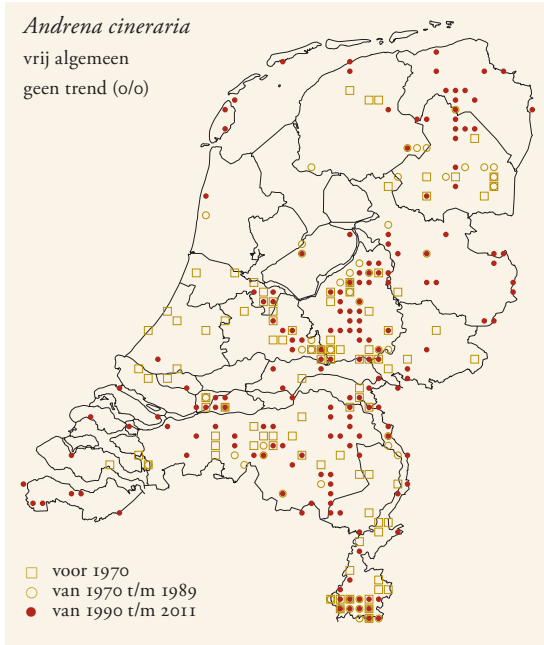 Andrena cineraria
vrij algemeen
geen trend (0/0)
voor 1970
van 1970 t/m 1989
van 1990 t/m 2011